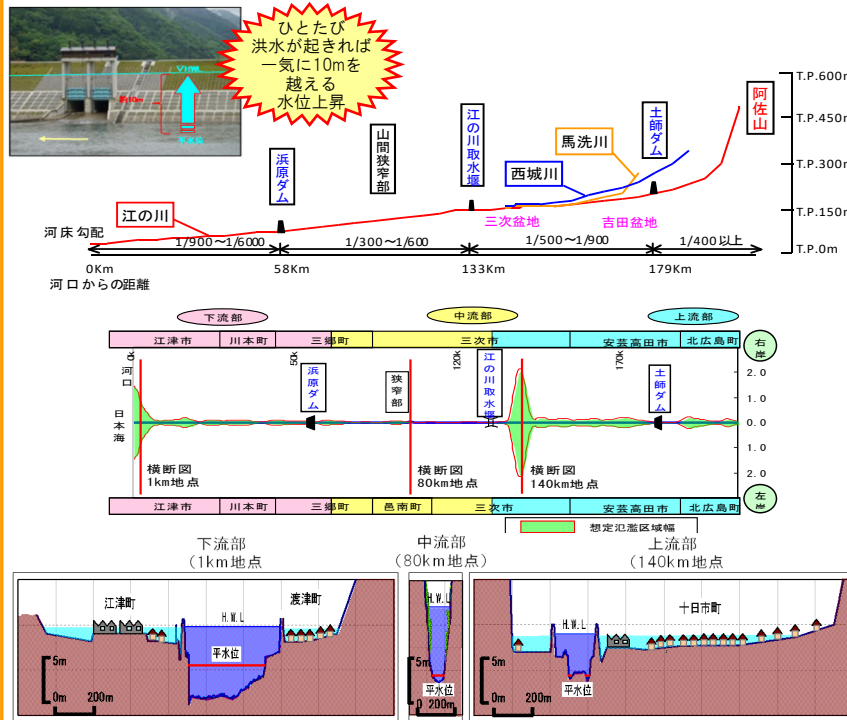 ひとたび
洪水が起きれば
一気に10mを
越える
水位上昇
約10m
平水位
T.P.600m
T.P.450m
T.P.300m
T.P.150m
T.P.0m
阿佐山
土師ダム
馬洗川
西城川
江の川取水堰
山間狭窄部
浜原ダム
江の川
三次盆地
吉田盆地
河床勾配
1/900~1/6000
1/300~1/600
1/500~1/900
1/400以上
0Km
58Km
133Km
179Km
河口からの距離
下流部
中流部
上流部
江津市
川本町
三郷町
三次市
安芸高田市
北広島町
右岸
0k
50k
120k
170k
河口
日本海
浜原ダム
狭窄部
江の川取水堰
土師ダム
2.0
1.0
0.0
1.0
2.0
横断図
1km地点
横断図
80km地点
横断図
140km地点
江津市
川本町
三郷町
邑南町
三次市
安芸高田市
北広島町
左岸
想定氾濫区域幅
下流部
(1km地点
中流部
(80km地点)
上流部
(140km地点)
江津町
渡津町
H.W.L
平水位
5m
0m
200m
H.W.L
5m
平水位
0
200m
十日市町
H.W.L
平水位
5m
0m
200m